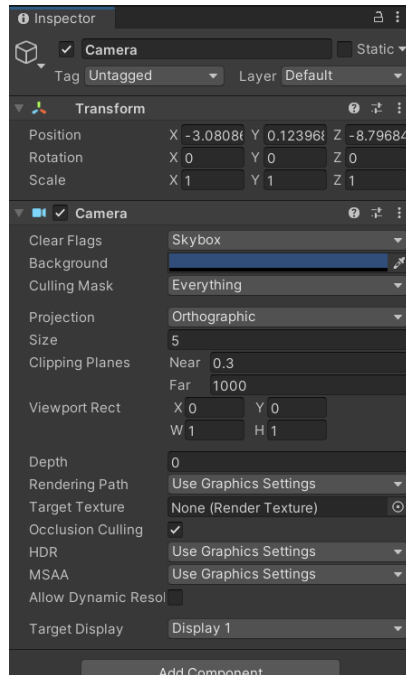 Inspector
Camera Static
Tag Untagged Layer Default
Transform
Position X -3.0808 Y 0.12396 Z -8.79684
Rotation X 0 Y 0 Z 0
Scale X 1 Y 1 Z 1
Camera
Clear Flags Skybox
Background
Culling Mask Everything
Projection Orthographic
Size 5
Clipping Planes Near 0.3
Far 1000
Viewport Rect X 0 Y 0
W 1 H 1
Depth 0
Rendering Path Use Graphics Settings
Target Texture None (Render Texture)
Occlusion Culling
HDR Use Graphics Settings
MSAA Use Graphics Settings
Allow Dynamic Resol
Target Display Display 1
Add Component